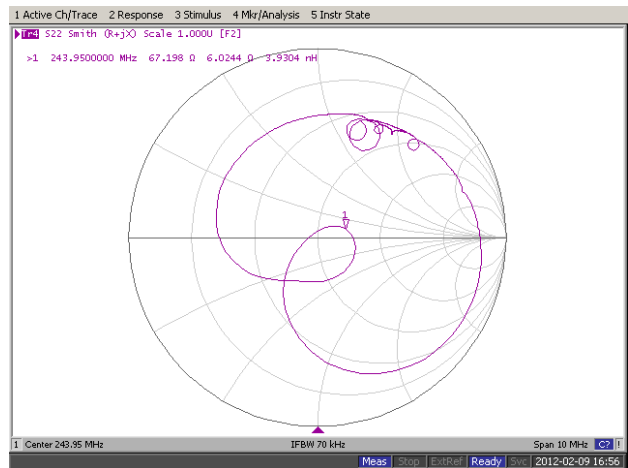 1 Active Ch/Trace 2 Response 3 Stimulus 4 Mkr/Analysis 5 Instr State
Tr4 S22 Smith (R+jX) Scale 1.000U [F2]
>1 243.9500000 MHz 67.198 Ω 6.0244 Ω 3.9304 nH
1
1 Center 243.95 MHz IFBW 70 kHz Span 10 MHz C? !
Meas Stop ExtRef Ready Svc 2012-02-09 16:56